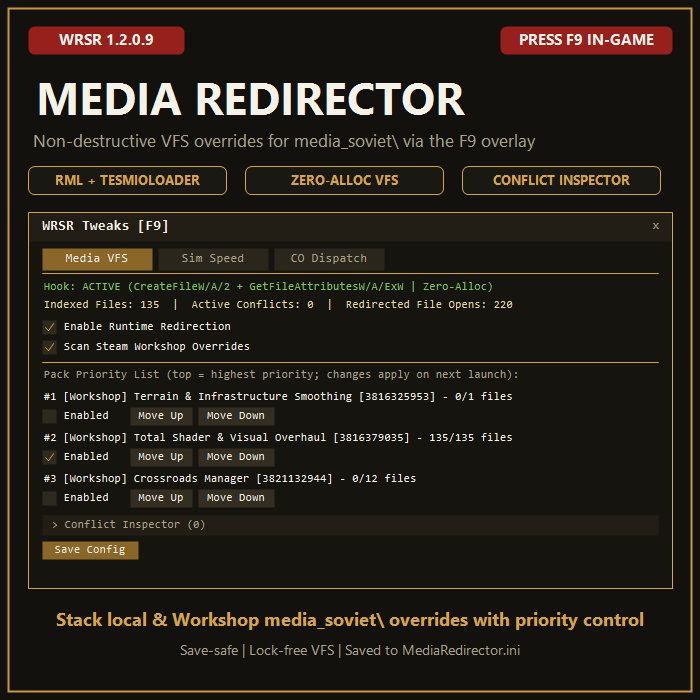 WRSR 1.2.0.9
PRESS F9 IN-GAME
MEDIA REDIRECTOR
Non-destructive VFS overrides for media_soviet\ via the F9 overlay
RML + TESMIOLOADER
ZERO-ALLOC VFS
CONFLICT INSPECTOR
WRSR Tweaks [F9]
x
Media VFS
Sim Speed
CO Dispatch
Hook: ACTIVE (CreateFileW/A/2 + GetFileAttributesW/A/ExW | Zero-Alloc)
Indexed Files: 135 | Active Conflicts: 0 | Redirected File Opens: 220
Enable Runtime Redirection
Scan Steam Workshop Overrides
Pack Priority List (top = highest priority; changes apply on next launch):
#1 [Workshop] Terrain & Infrastructure Smoothing [3816325953] - 0/1 files
Enabled Move Up Move Down
#2 [Workshop] Total Shader & Visual Overhaul [3816379035] - 135/135 files
Enabled Move Up Move Down
#3 [Workshop] Crossroads Manager [3821132944] - 0/12 files
Enabled Move Up Move Down
> Conflict Inspector (0)
Save Config
Stack local & Workshop media_soviet\ overrides with priority control
Save-safe | Lock-free VFS | Saved to MediaRedirector.ini